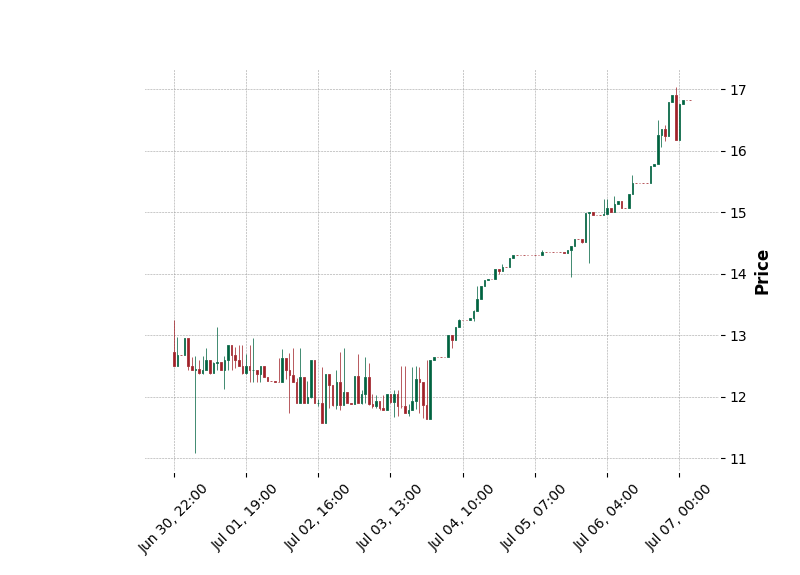 17
16
15
14
13
12
11
Price
Jun 30, 22:00
Jul 01, 19:00
Jul 02, 16:00
Jul 03, 13:00
Jul 04, 10:00
Jul 05, 07:00
Jul 06, 04:00
Jul 07, 00:00